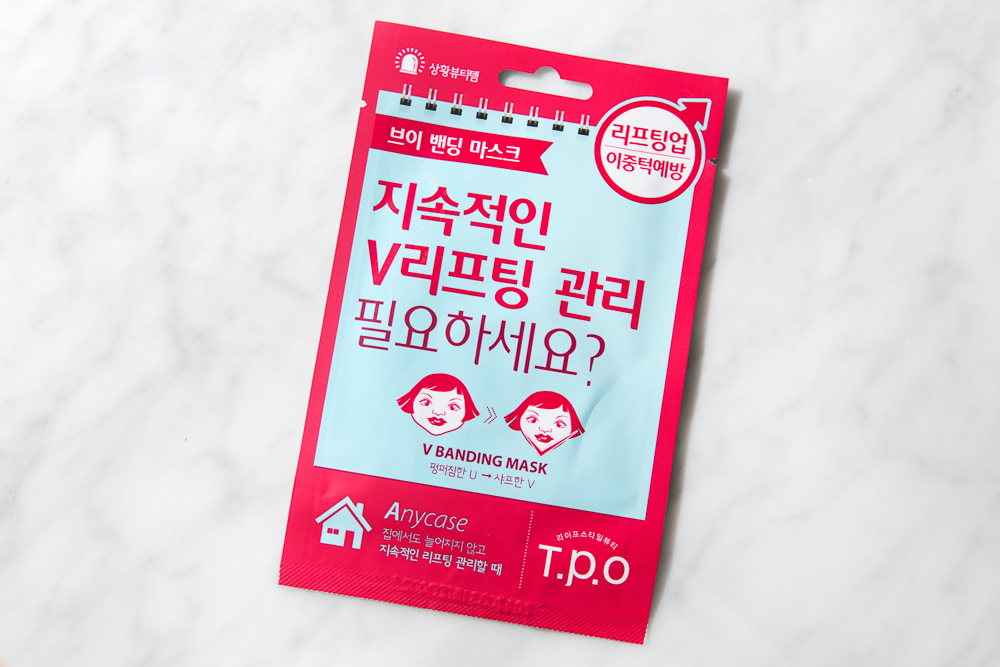 상황뷰티템
브이 밴딩 마스크
리프팅업
이중턱예방
지속적인
V리프팅 관리
필요하세요?
V BANDING MASK
펑퍼짐한 U → 샤프한 V
Anycase
집에서도 늘어지지 않고
지속적인 리프팅 관리할 때
라이프스타일뷰티
T.P.O